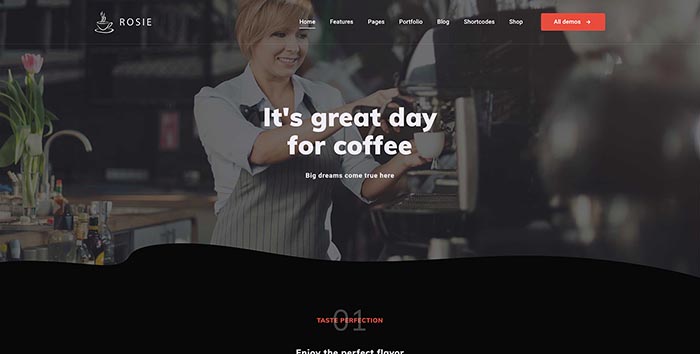 ROSIE
Home Features Pages Portfolio Blog Shortcodes Shop All demos
It's great day
for coffee
Big dreams come true here
01
TASTE PERFECTION
Enjoy the perfect flavor